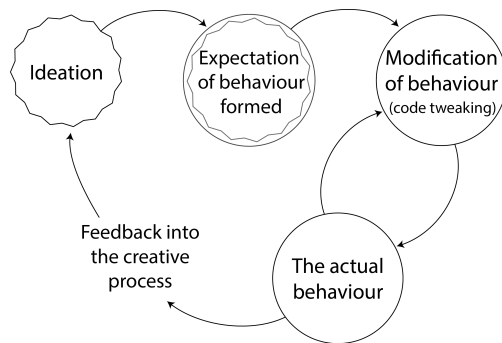 Ideation
Expectation
of behaviour
formed
Modification
of behaviour
(code tweaking)
The actual
behaviour
Feedback into
the creative
process